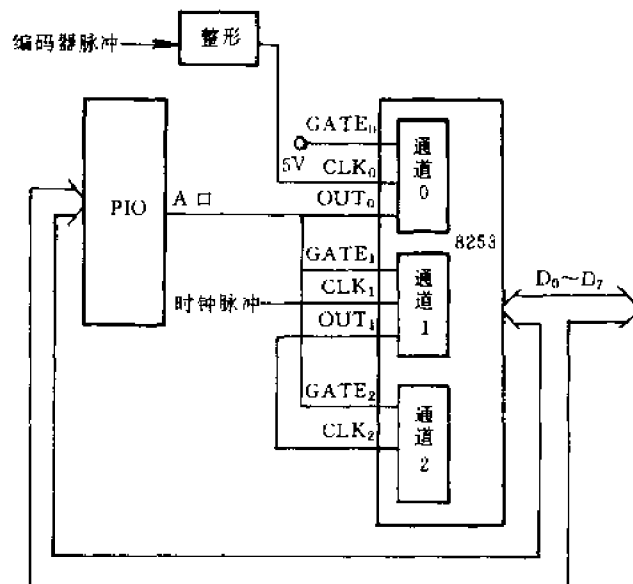 编码器脉冲
整形
PIO
A 口
5V
GATE₀
CLK₀
OUT₀
通道0
8253
GATE₁
时钟脉冲
CLK₁
OUT₁
通道1
D₀～D₇
GATE₂
CLK₂
通道2